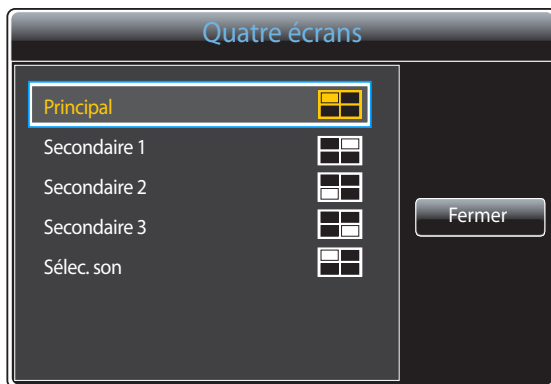 Quatre écrans
Principal
Secondaire 1
Secondaire 2
Secondaire 3
Sélec. son
Fermer